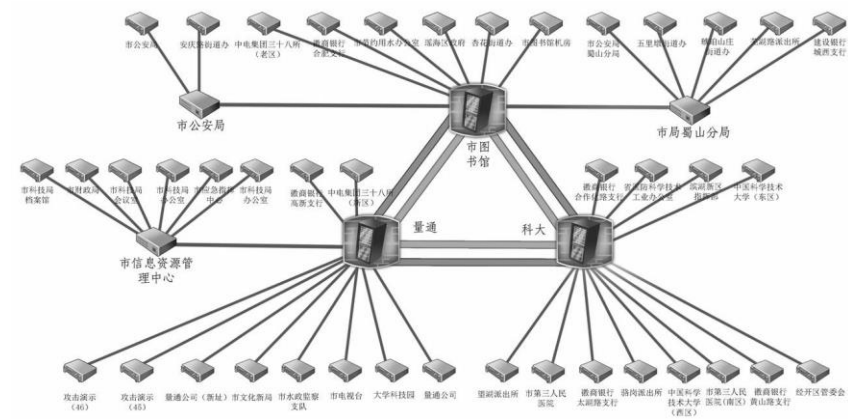 市公安局
安庆路街道办
中电集团三十八所
（老区）
徽商银行
合肥支行
市节约用水办公室
滨海区政府
杏花街道办
市图书馆机房
市公安局
蜀山分局
五里墩街道办
街道办
建设银行
城西支行
市公安局
市图
书馆
市局蜀山分局
市科技局
档案馆
市财政局
市科技局
会议室
市科技局
办公室
市应急指挥
中心
市科技局
办公室
徽商银行
高新支行
中电集团三十八所
（新区）
徽商银行
合作化路支行
省国防科学技术
工业办公室
滨湖新区
指挥部
中国科学技术
大学（东区）
量通
科大
市信息资源管
理中心
攻击演示
（46）
攻击演示
（45）
量通公司（新址）
市文化新局
市水政监察
支队
市电视台
大学科技园
量通公司
望湖派出所
市第三人民
医院
徽商银行
太湖路支行
骆岗派出所
中国科学
技术大学
（西区）
市第三人民
医院（南区）
徽商银行
黄山路支行
经开区管委会